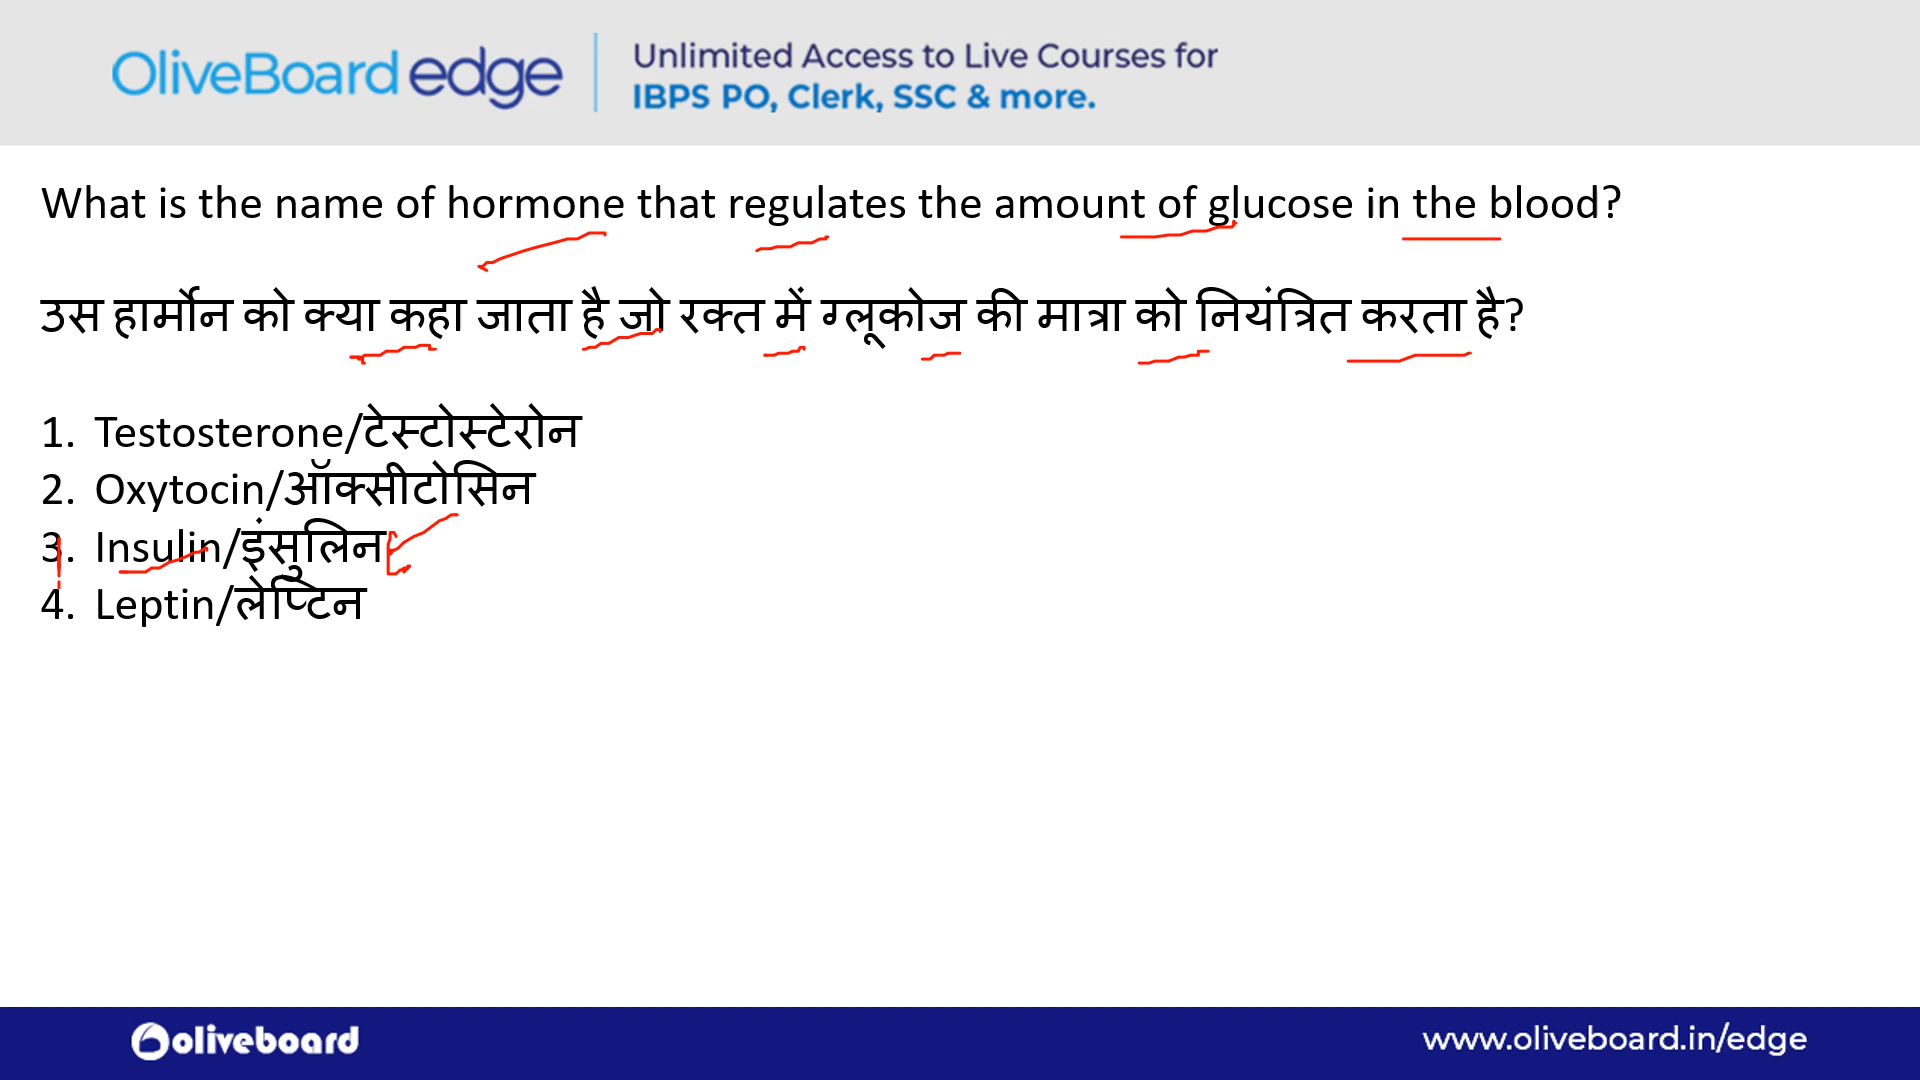 OliveBoard edge
Unlimited Access to Live Courses for
IBPS PO, Clerk, SSC & more.
What is the name of hormone that regulates the amount of glucose in the blood?
उस हार्मोन को क्या कहा जाता है जो रक्त में ग्लूकोज की मात्रा को नियंत्रित करता है?
1. Testosterone/टेस्टोस्टेरोन
2. Oxytocin/ऑक्सीटोसिन
3. Insulin/इंसुलिन
4. Leptin/लेप्टिन
oliveboard
www.oliveboard.in/edge